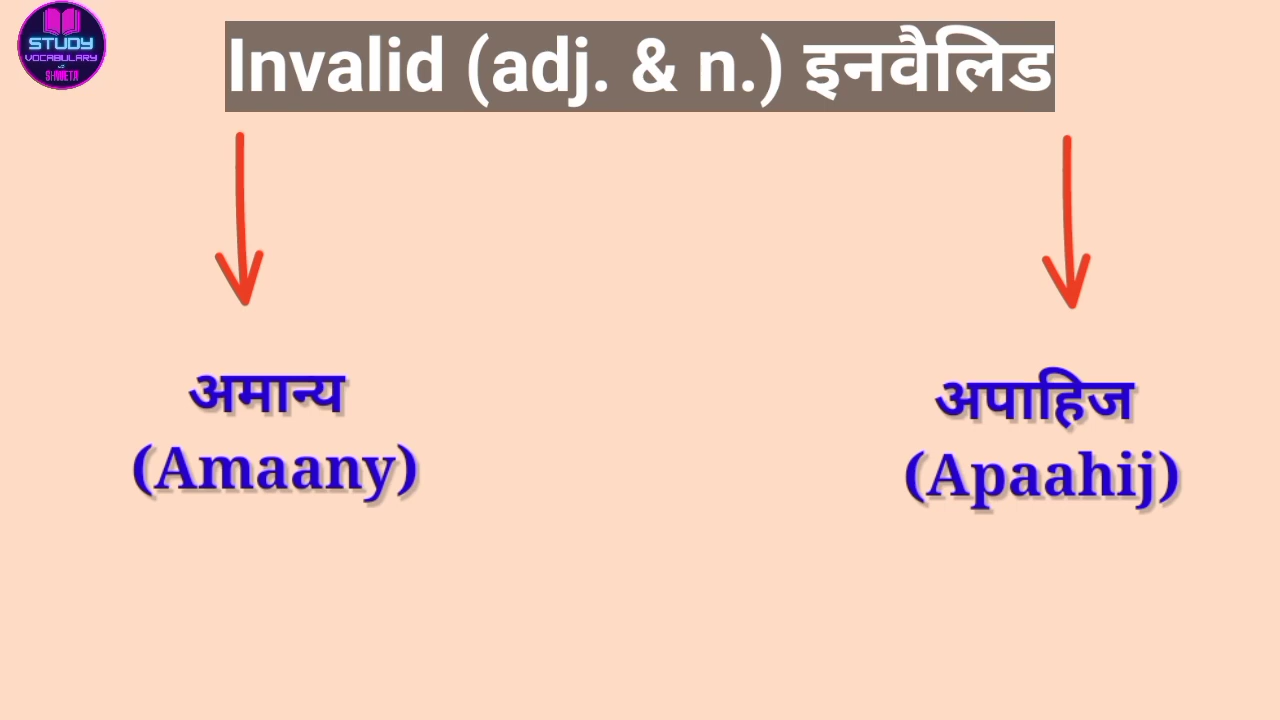 STUDY
VOCABULARY
SHWETA
Invalid (adj. & n.) इनवैलिड
अमान्य
(Amaany)
अपाहिज
(Apaahij)